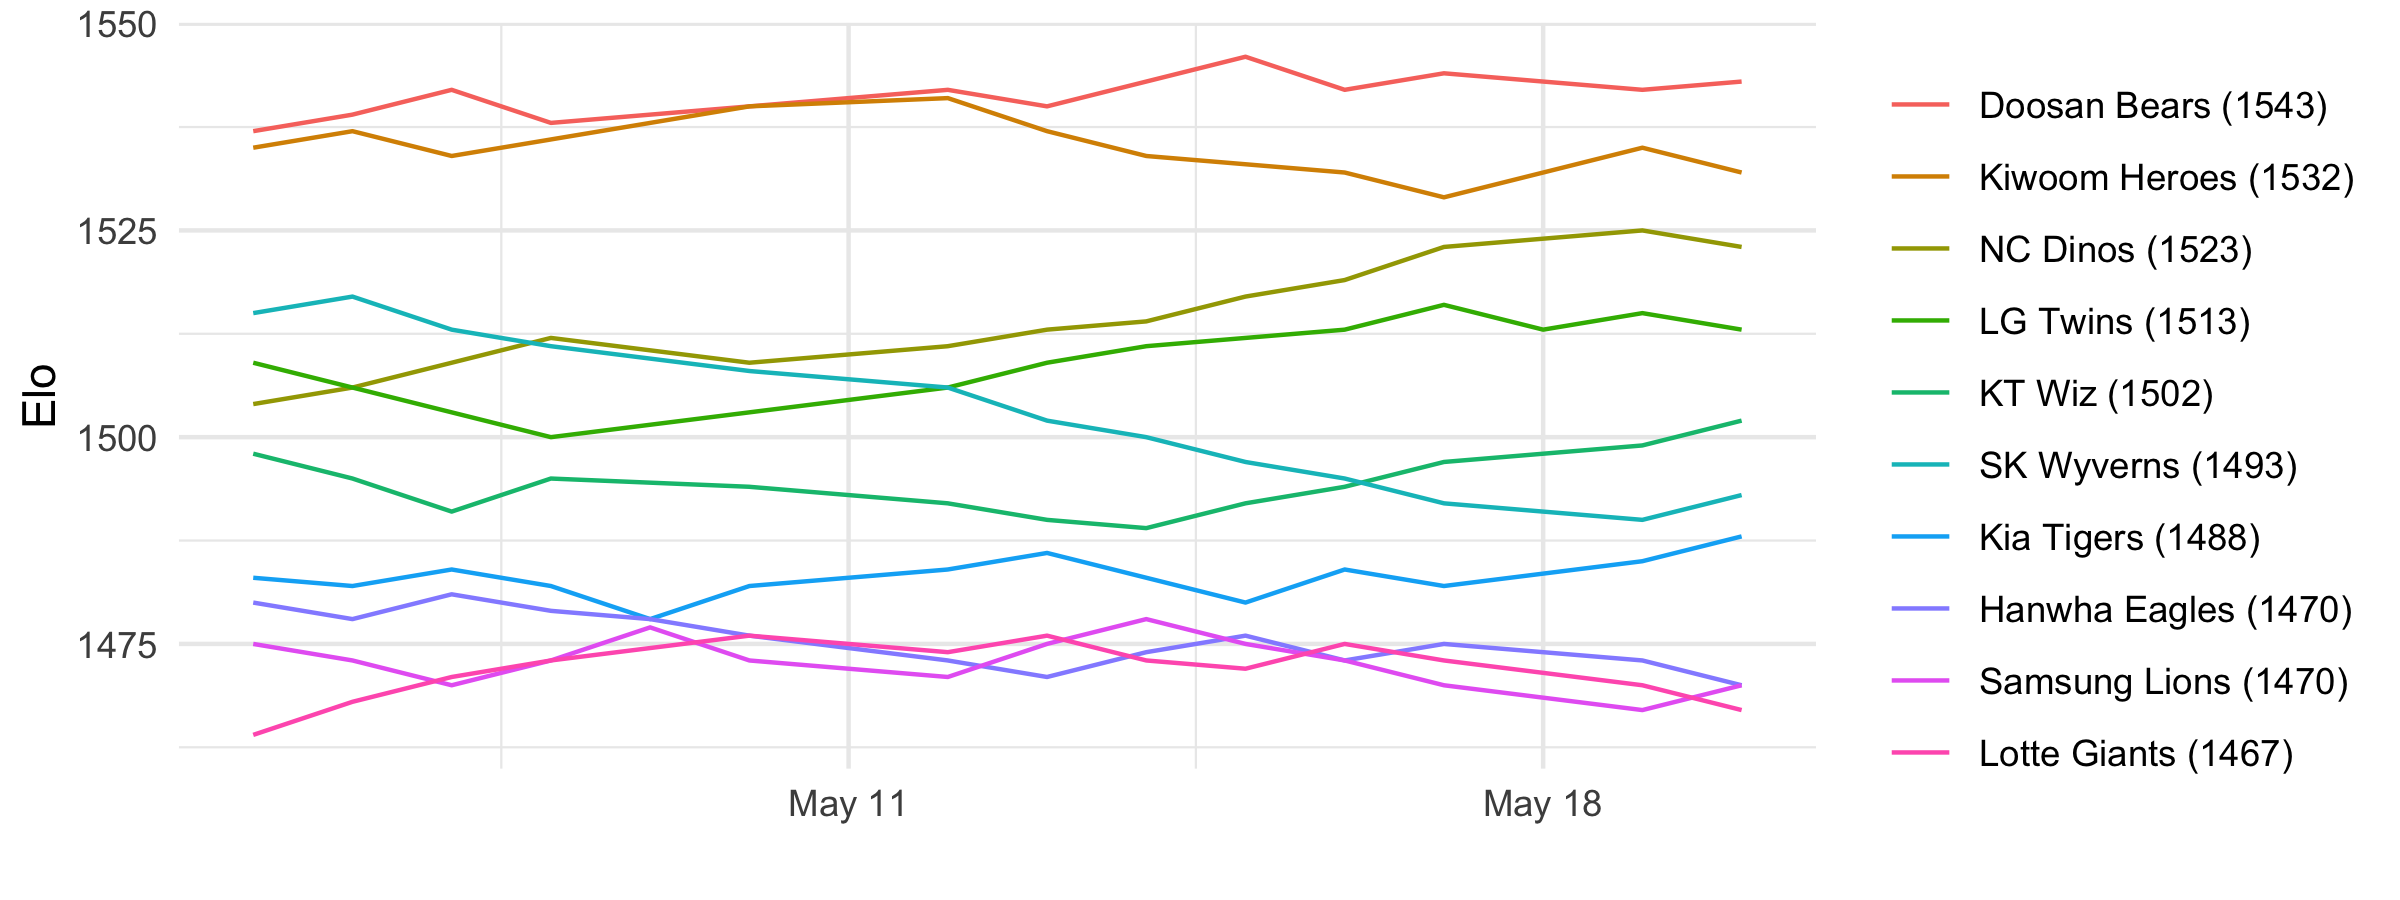 1550
1525
1500
1475
Elo
May 11
May 18
Doosan Bears (1543)
Kiwoom Heroes (1532)
NC Dinos (1523)
LG Twins (1513)
KT Wiz (1502)
SK Wyverns (1493)
Kia Tigers (1488)
Hanwha Eagles (1470)
Samsung Lions (1470)
Lotte Giants (1467)